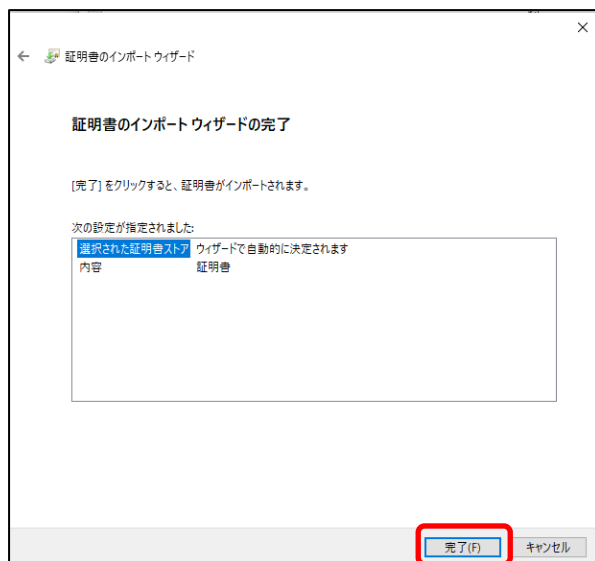 証明書のインポート ウィザード
証明書のインポート ウィザードの完了
[完了] をクリックすると、証明書がインポートされます。
次の設定が指定されました:
選択された証明書ストア ウィザードで自動的に決定されます
内容 証明書
完了(F) キャンセル